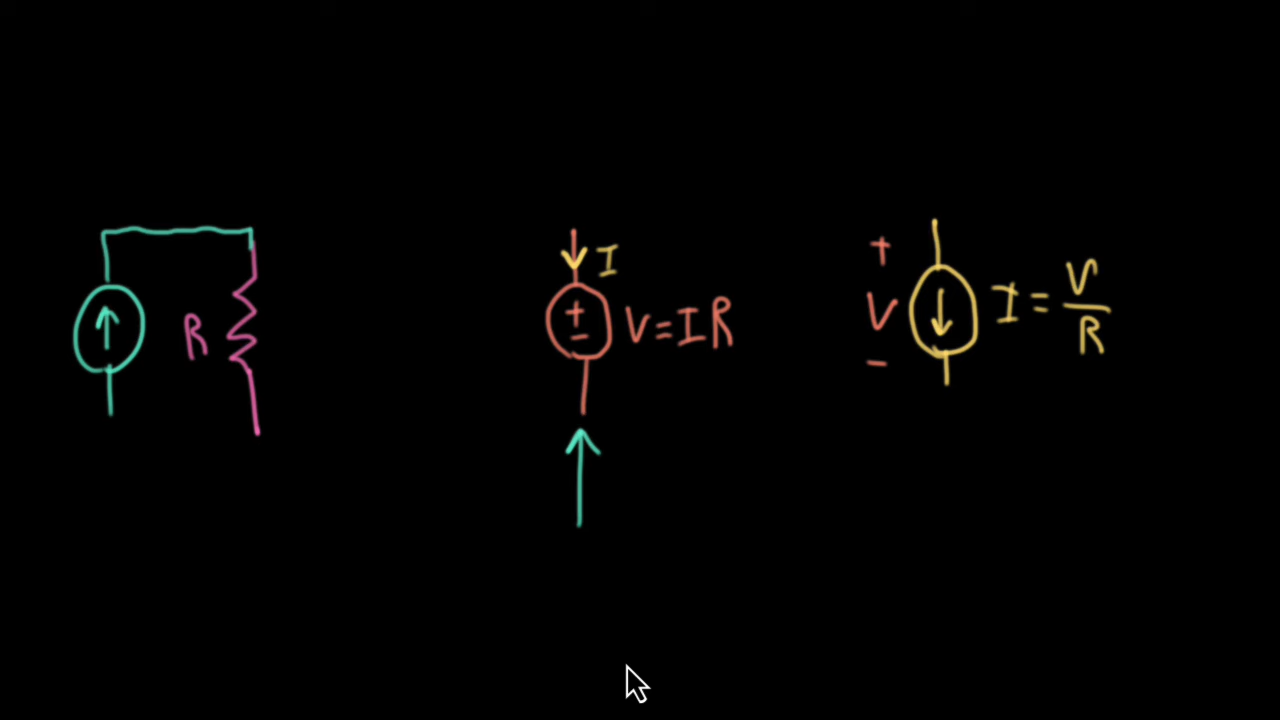 R
I
+
-
V=IR
+
V
-
I = V/R